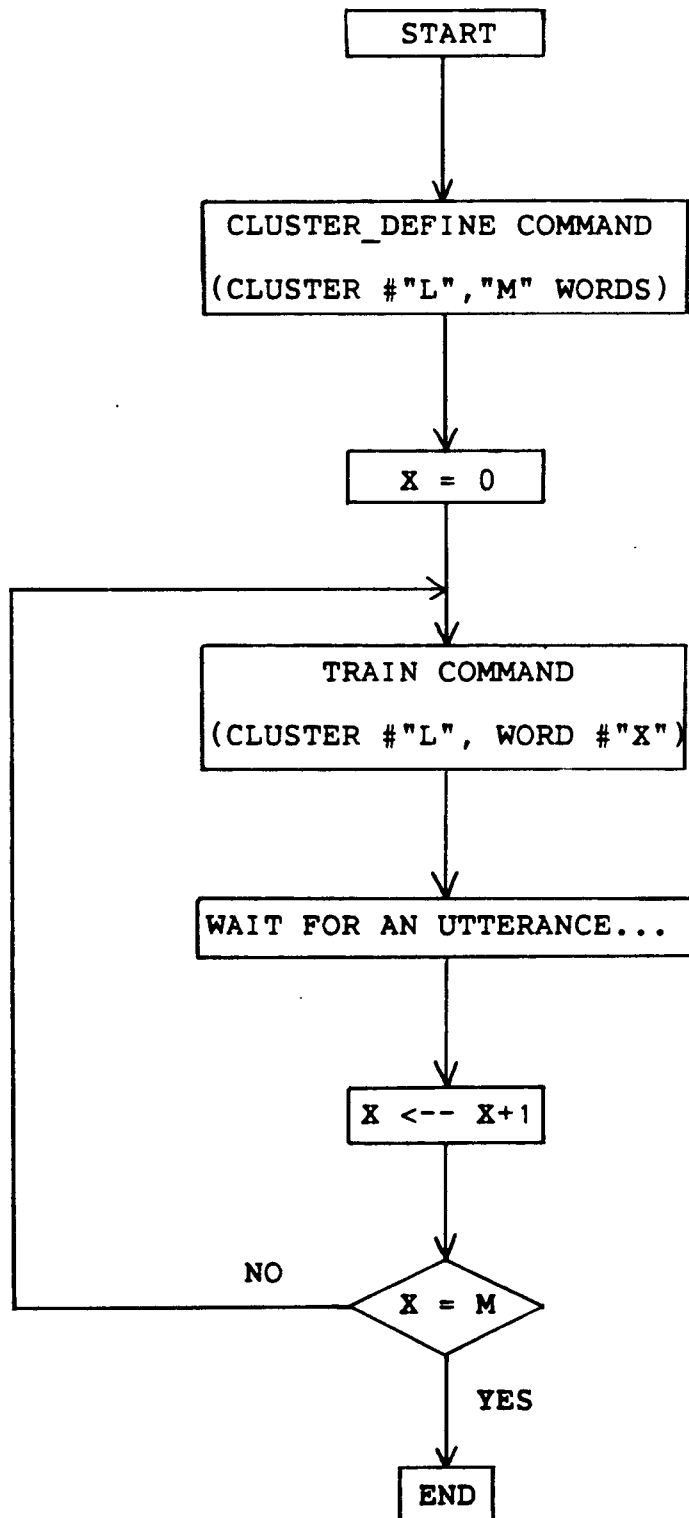 START
CLUSTER_DEFINE COMMAND
(CLUSTER #"L","M" WORDS)
X = 0
TRAIN COMMAND
(CLUSTER #"L", WORD #"X")
WAIT FOR AN UTTERANCE...
X <-- X+1
NO
X = M
YES
END